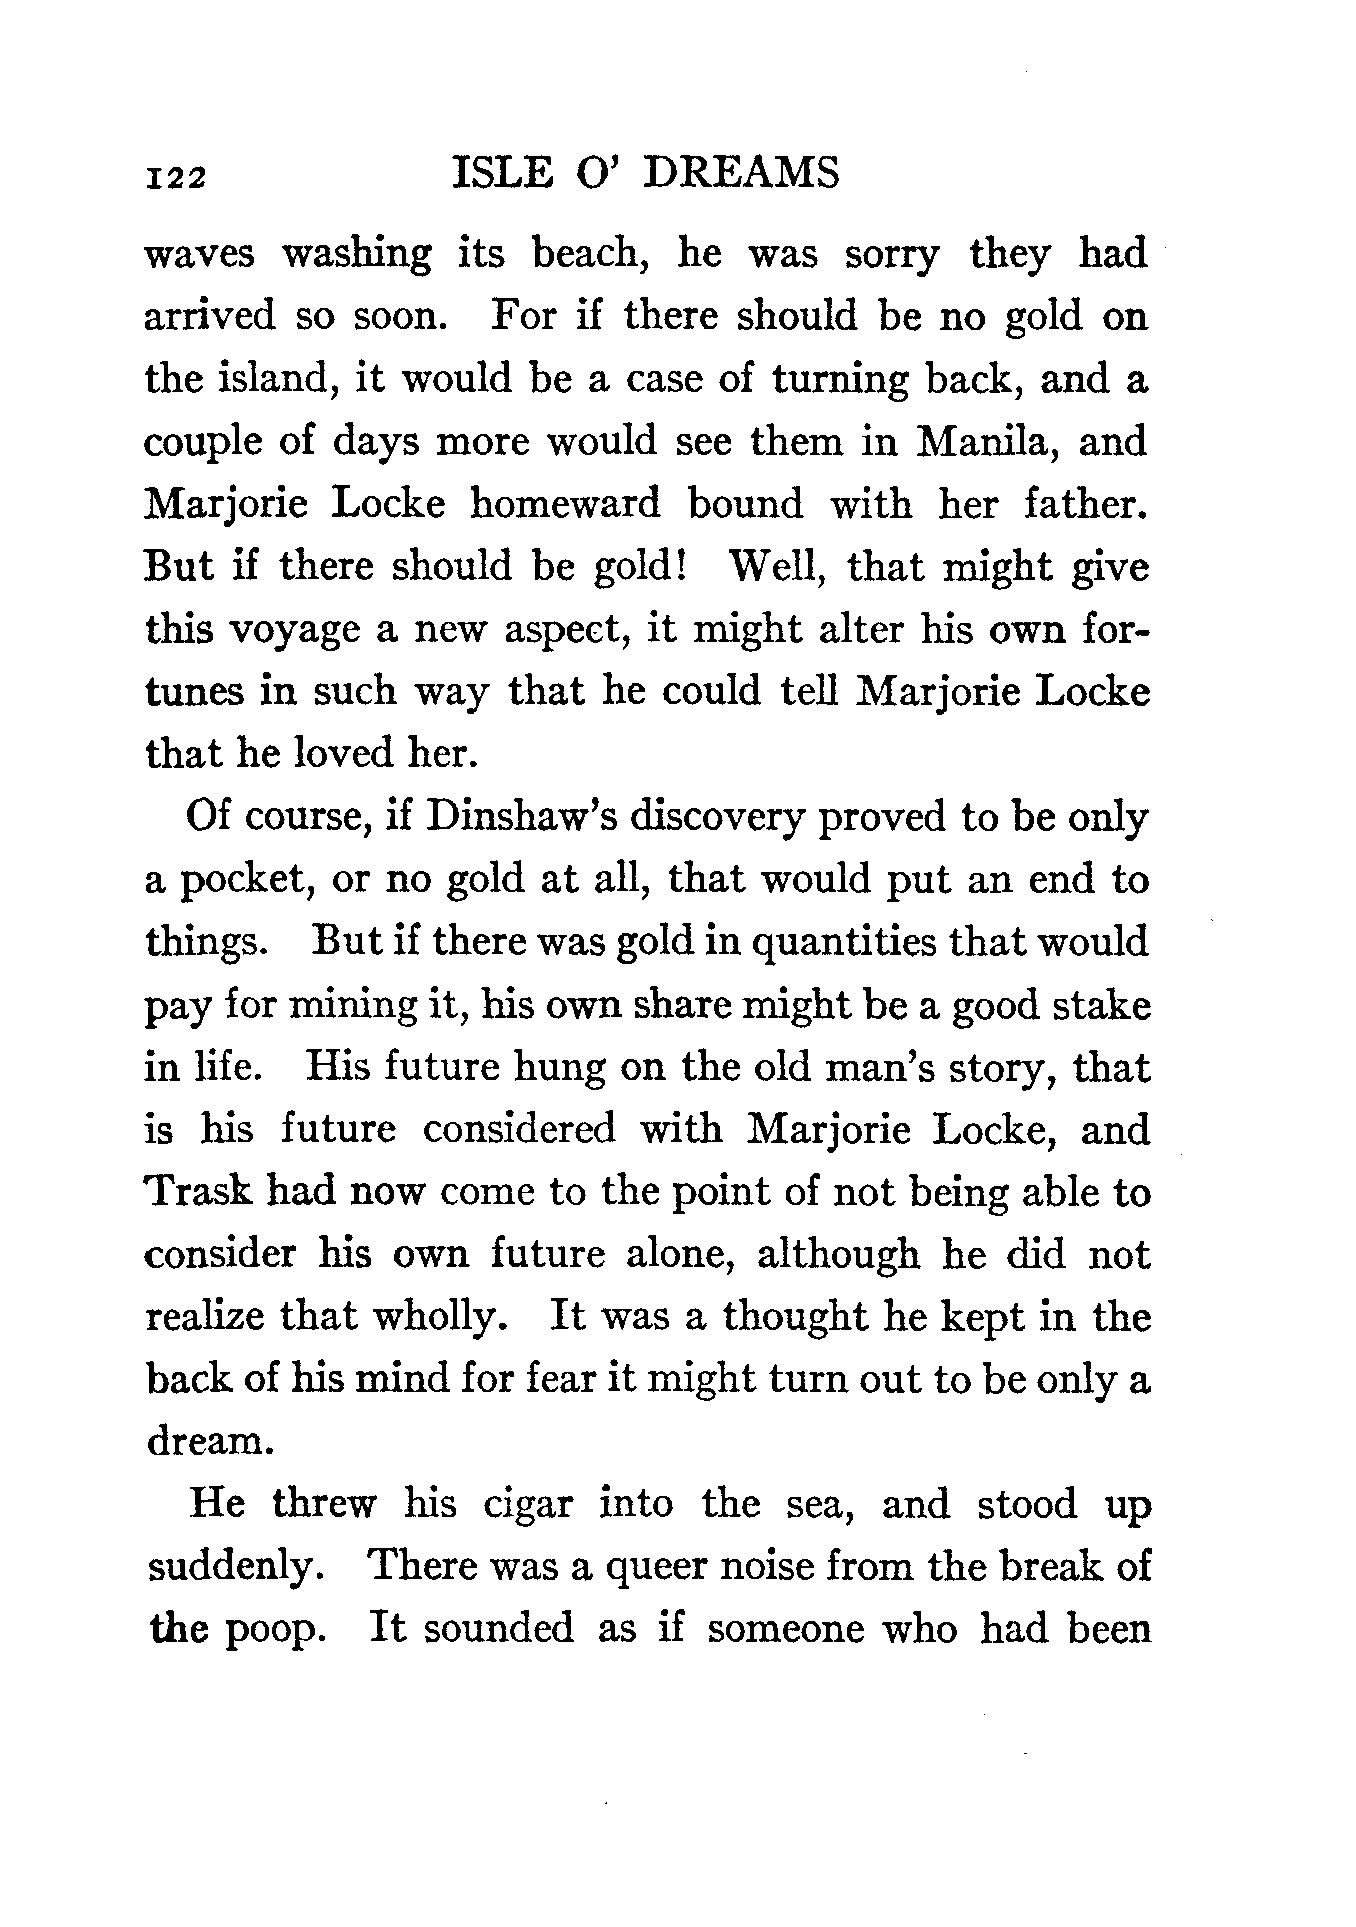 122 ISLE O' DREAMS
waves washing its beach, he was sorry they had
arrived so soon. For if there should be no gold on
the island, it would be a case of turning back, and a
couple of days more would see them in Manila, and
Marjorie Locke homeward bound with her father.
But if there should be gold! Well, that might give
this voyage a new aspect, it might alter his own for-
tunes in such way that he could tell Marjorie Locke
that he loved her.
Of course, if Dinshaw's discovery proved to be only
a pocket, or no gold at all, that would put an end to
things. But if there was gold in quantities that would
pay for mining it, his own share might be a good stake
in life. His future hung on the old man's story, that
is his future considered with Marjorie Locke, and
Trask had now come to the point of not being able to
consider his own future alone, although he did not
realize that wholly. It was a thought he kept in the
back of his mind for fear it might turn out to be only a
dream.
He threw his cigar into the sea, and stood up
suddenly. There was a queer noise from the break of
the poop. It sounded as if someone who had been